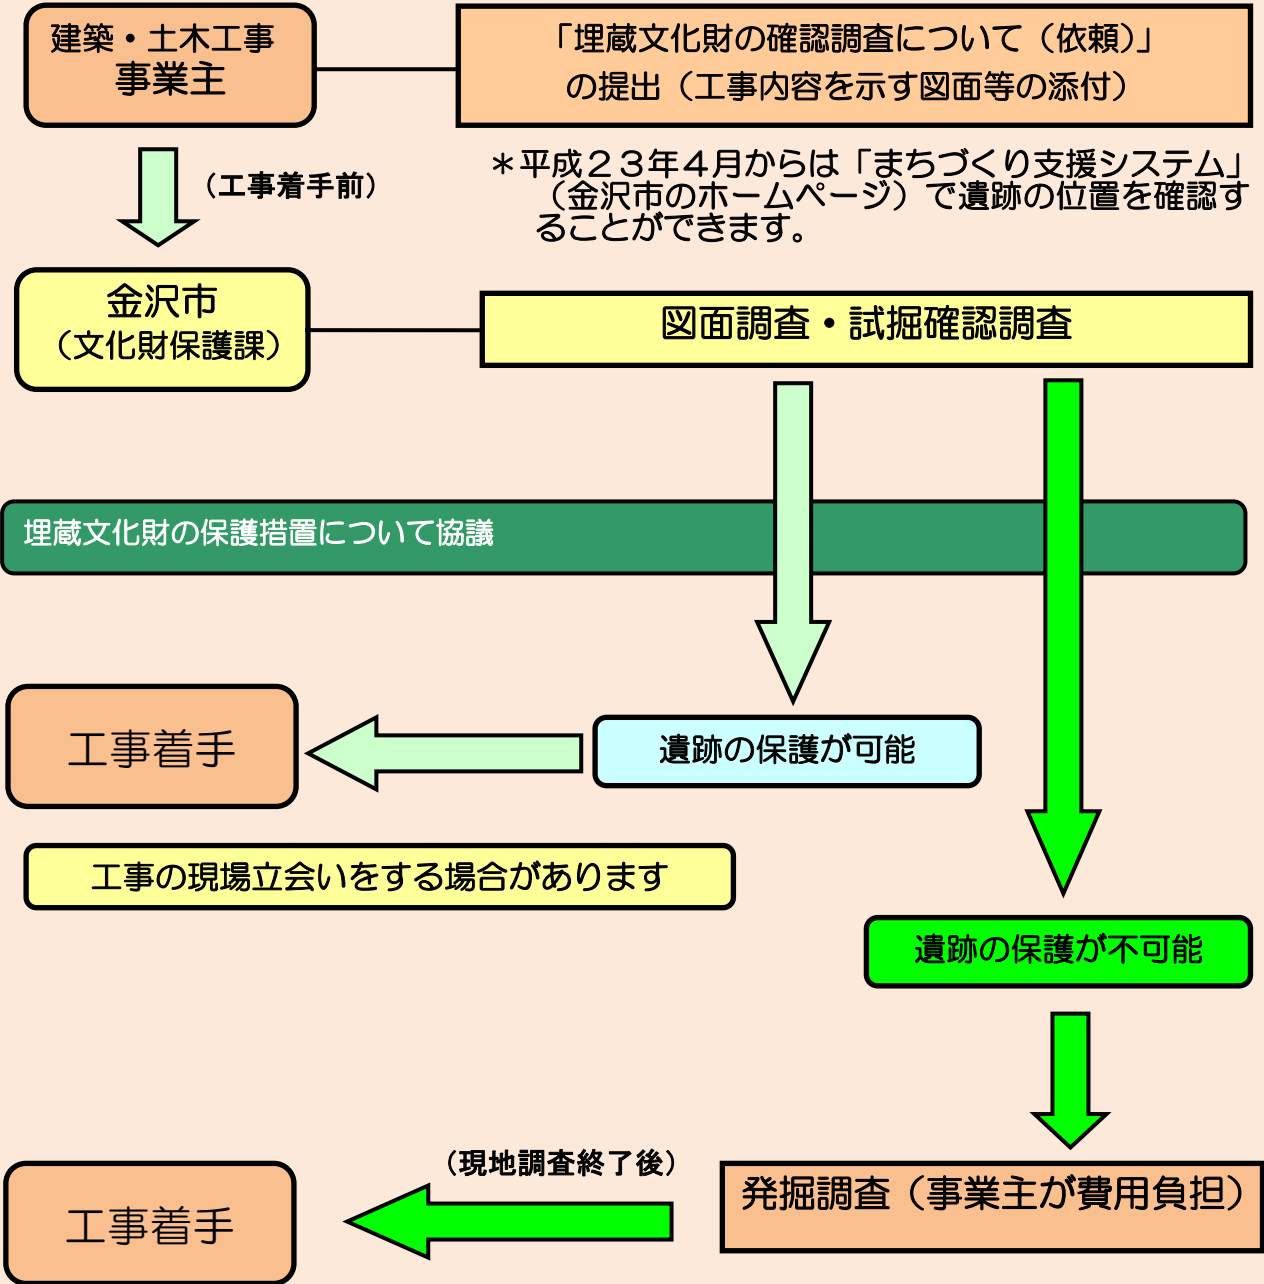 建築・土木工事
事業主
「埋蔵文化財の確認調査について（依頼）」
の提出（工事内容を示す図面等の添付）
（工事着手前）
＊平成２３年４月からは「まちづくり支援システム」
（金沢市のホームページ）で遺跡の位置を確認す
ることができます。
金沢市
（文化財保護課）
図面調査・試掘確認調査
埋蔵文化財の保護措置について協議
工事着手
遺跡の保護が可能
工事の現場立会いをする場合があります
遺跡の保護が不可能
（現地調査終了後）
発掘調査（事業主が費用負担）
工事着手